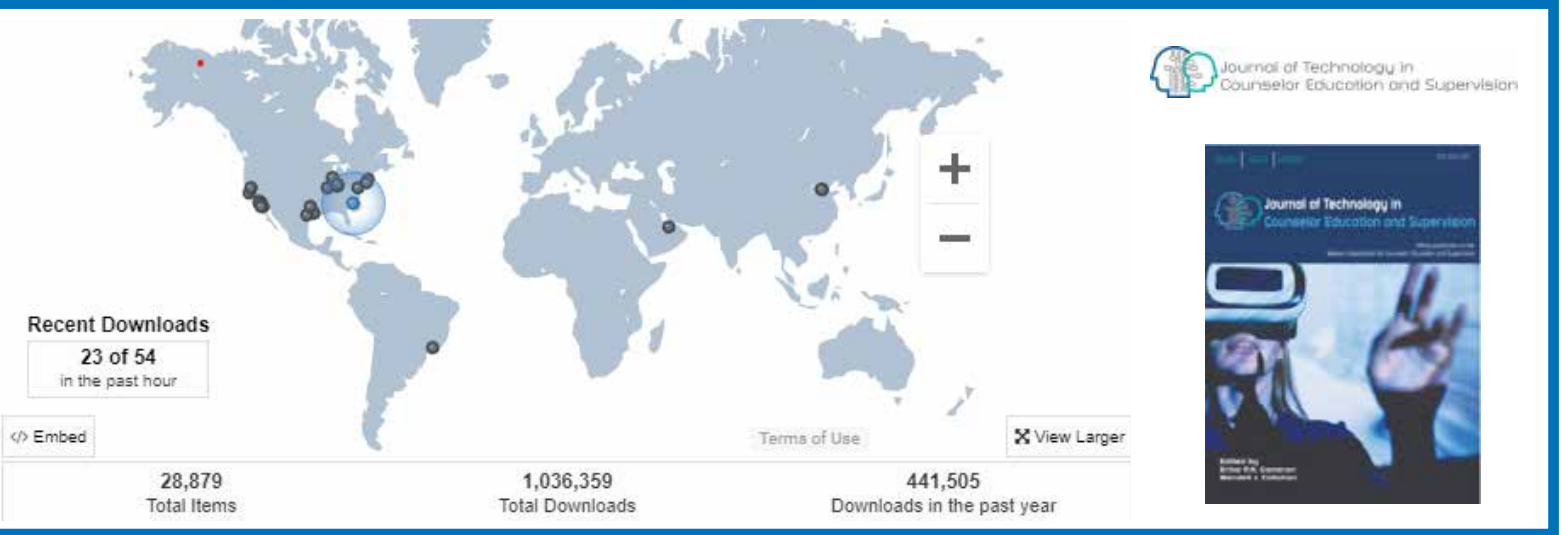 Recent Downloads
23 of 54
in the past hour
</> Embed
Terms of Use
View Larger
28,879
Total Items
1,036,359
Total Downloads
441,505
Downloads in the past year
Journal of Technology in
Counselor Education and Supervision
Journal of Technology in
Counselor Education and Supervision
Edited by